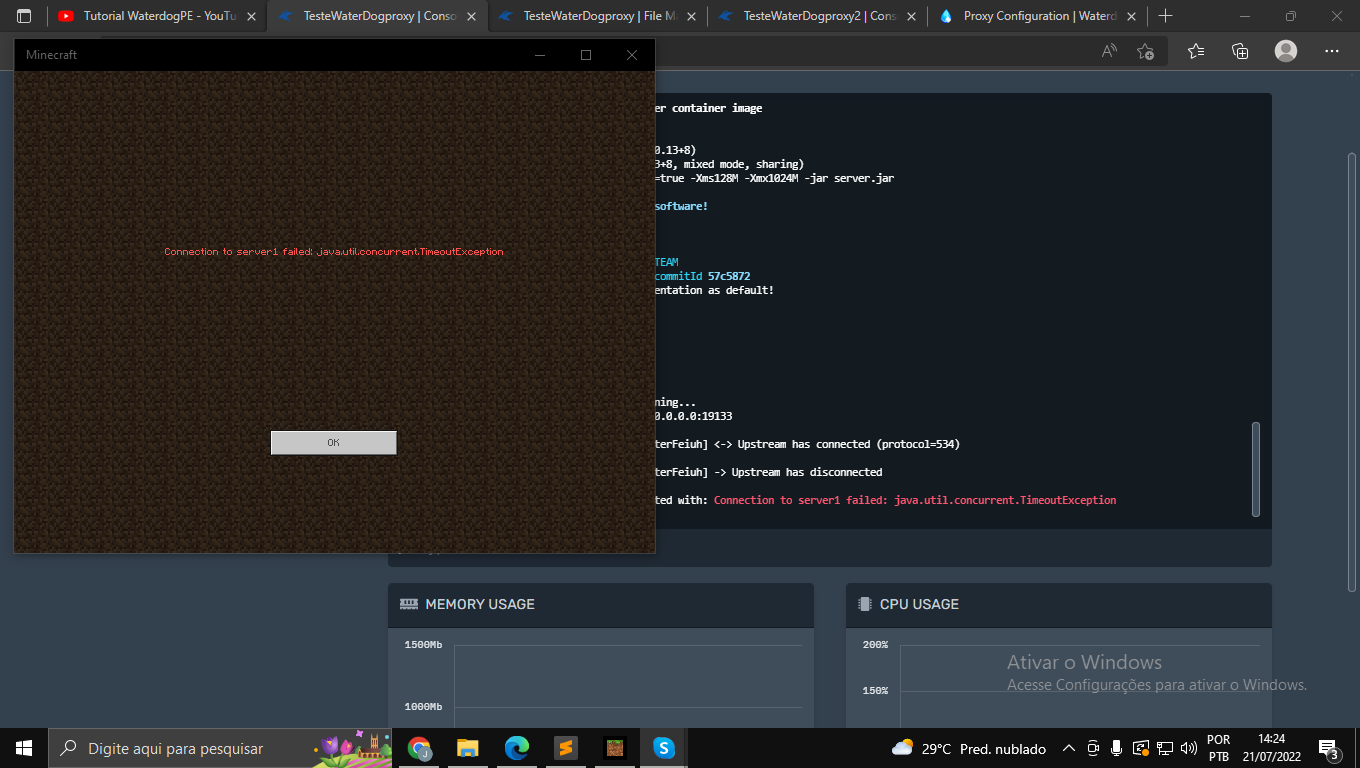 Tutorial WaterdogPE - YouTu
TesteWaterDogproxy | Conso
TesteWaterDogproxy | File M
TesteWaterDogproxy2 | Cons
Proxy Configuration | Waterd
Minecraft
Connection to server1 failed: java.util.concurrent.TimeoutException
OK
er container image
0.13+8)
3+8, mixed mode, sharing)
=true -Xms128M -Xmx1024M -jar server.jar
software!
TEAM
commitId 57c5872
entation as default!
ning...
0.0.0.0:19133
terFeiuh] <-> Upstream has connected (protocol=534)
terFeiuh] -> Upstream has disconnected
ted with: Connection to server1 failed: java.util.concurrent.TimeoutException
MEMORY USAGE
1500Mb
1000Mb
CPU USAGE
200%
150%
Ativar o Windows
Acesse Configurações para ativar o Windows.
Digite aqui para pesquisar
29°C Pred. nublado
POR
PTB
14:24
21/07/2022
3